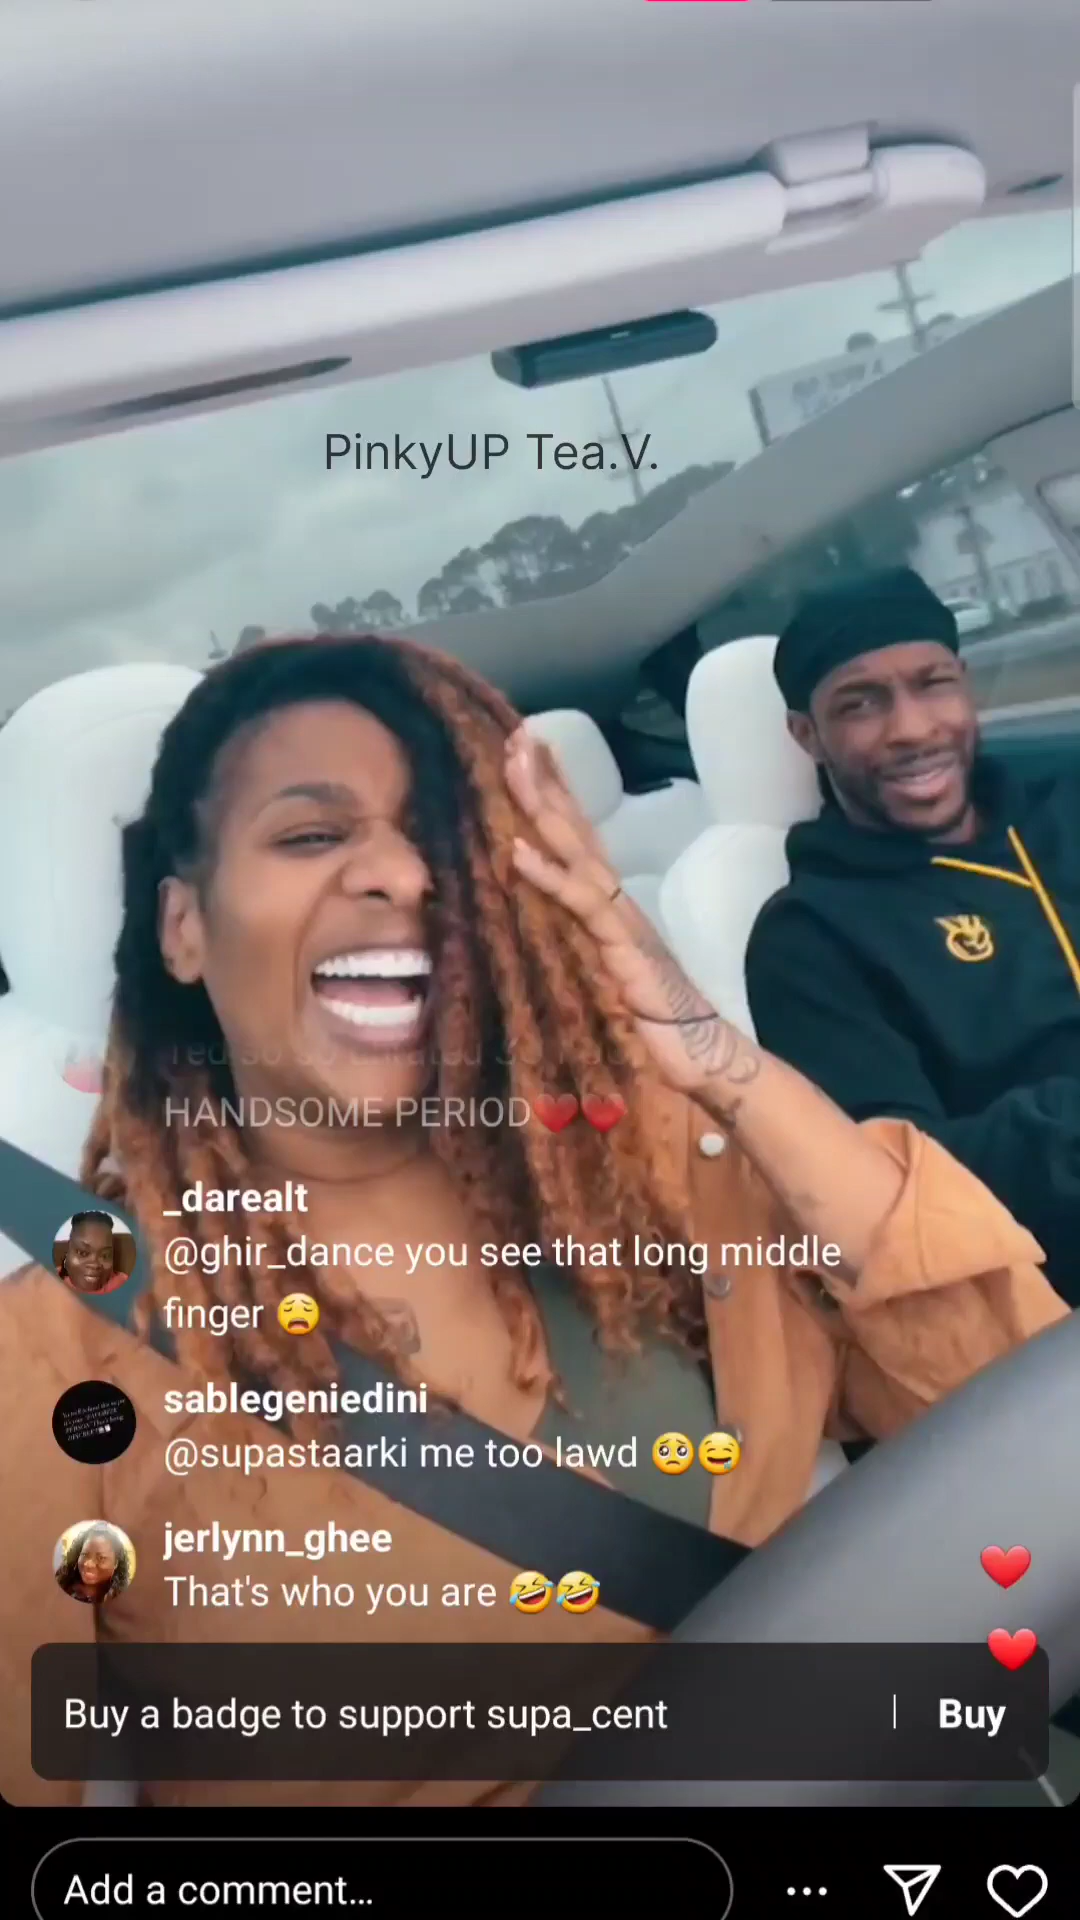 PinkyUP Tea.V.
HANDSOME PERIOD❤️❤️
_darealt
@ghir_dance you see that long middle
finger 😩
sablegeniedini
@supastaarki me too lawd 🥺🤤
jerlynn_ghee
That's who you are 🤣🤣
Buy a badge to support supa_cent | Buy
Add a comment...